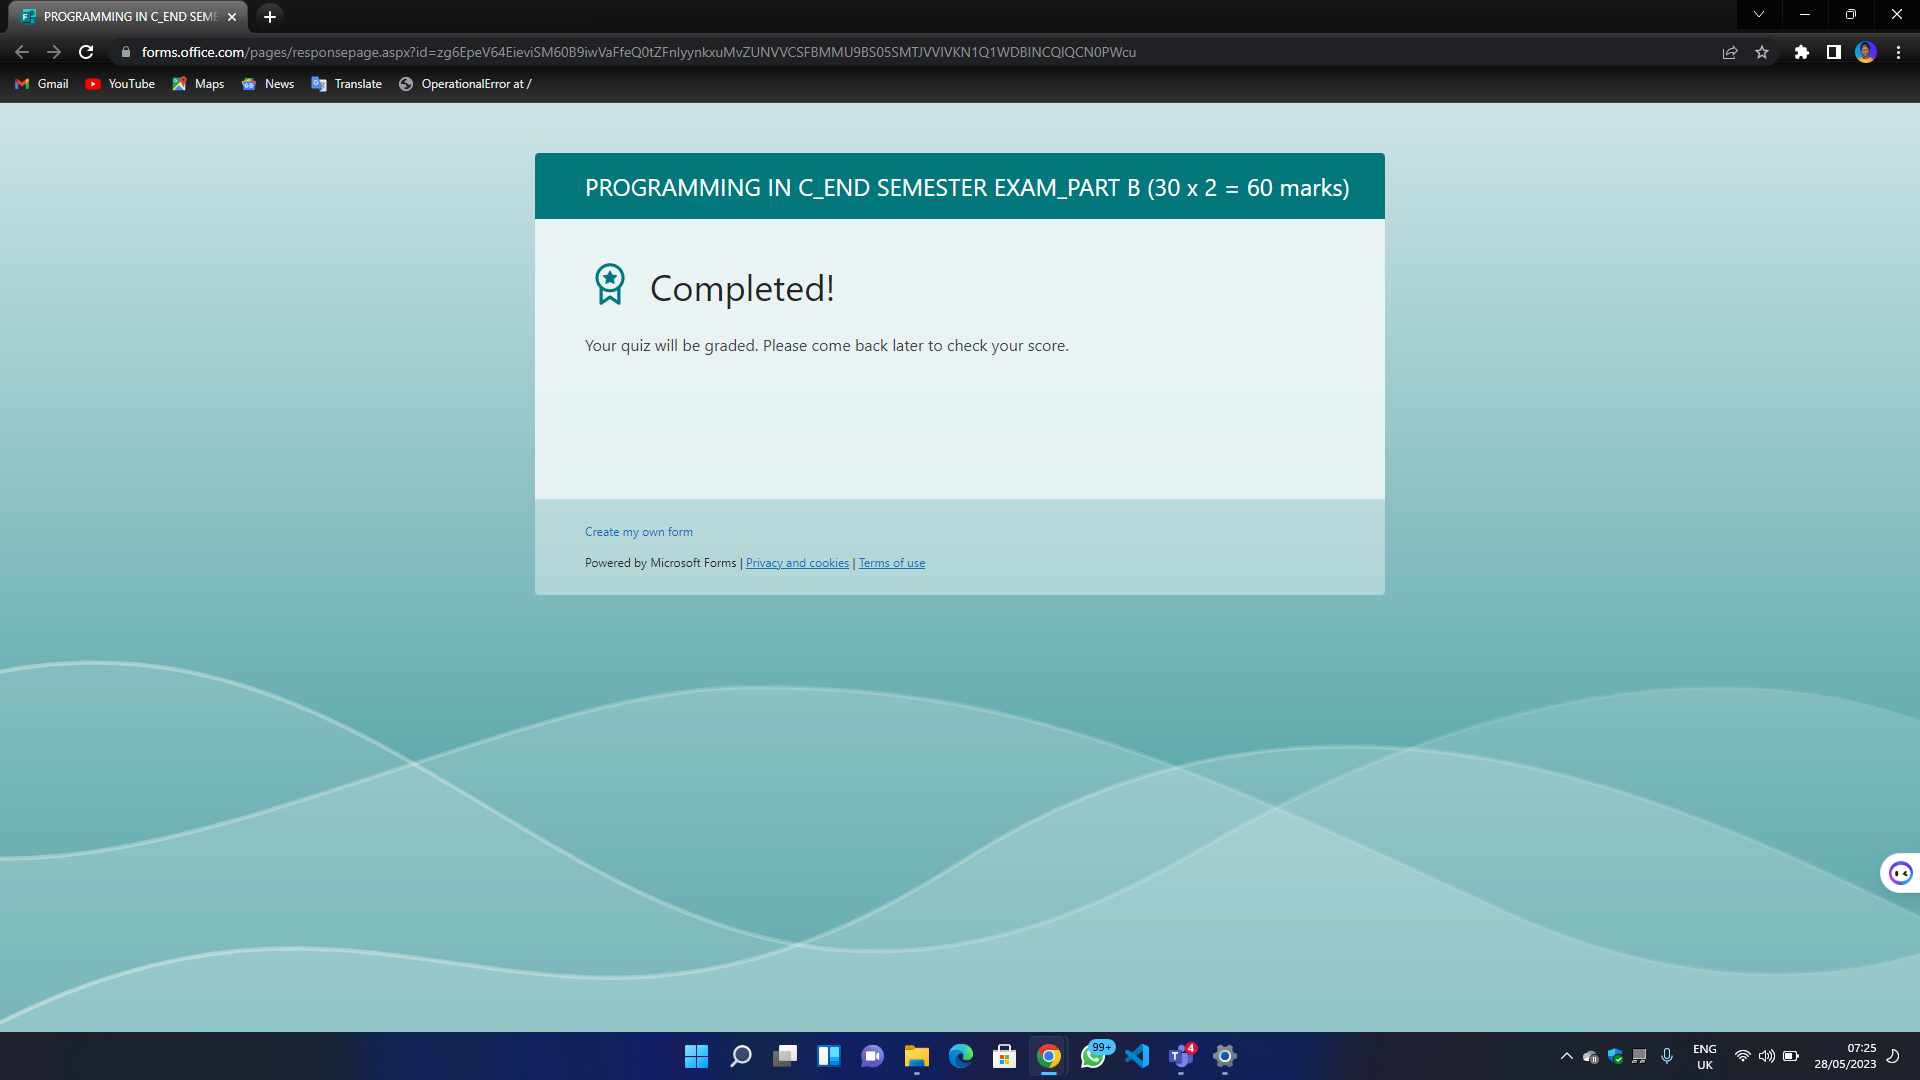 PROGRAMMING IN C_END SEME
forms.office.com/pages/responsepage.aspx?id=zg6EpeV64EieviSM60B9iwVaFfeQ0tZFnlyynkxuMvZUNVVCSFBMMU9BS05SMTJVVlVKN1Q1WDBINCQlQCN0PWcu
Gmail YouTube Maps News Translate OperationalError at /
PROGRAMMING IN C_END SEMESTER EXAM_PART B (30 x 2 = 60 marks)
Completed!
Your quiz will be graded. Please come back later to check your score.
Create my own form
Powered by Microsoft Forms | Privacy and cookies | Terms of use
99+
4
ENG
UK
07:25
28/05/2023